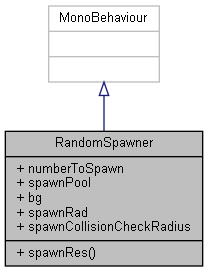 MonoBehaviour
RandomSpawner
+ numberToSpawn
+ spawnPool
+ bg
+ spawnRad
+ spawnCollisionCheckRadius
+ spawnRes()